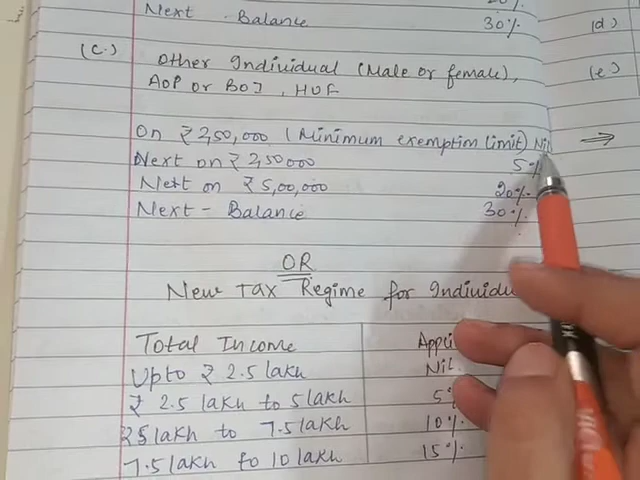 Next - Balance 30%
(d)
(c.) Other Individual (Male or female),
(e)
AOP or BOI, HUF
On ₹ 2,50,000 (Minimum exemption limit) Nil
Next on ₹ 2,50000 5%
Next on ₹ 5,00,000 20%
Next - Balance 30%
OR
New Tax Regime for Individu
Total Income Appli
Upto ₹ 2.5 lakh Nil.
₹ 2.5 lakh to 5 lakh 5%
₹5 lakh to 7.5 lakh 10%
7.5 lakh to 10 lakh 15%